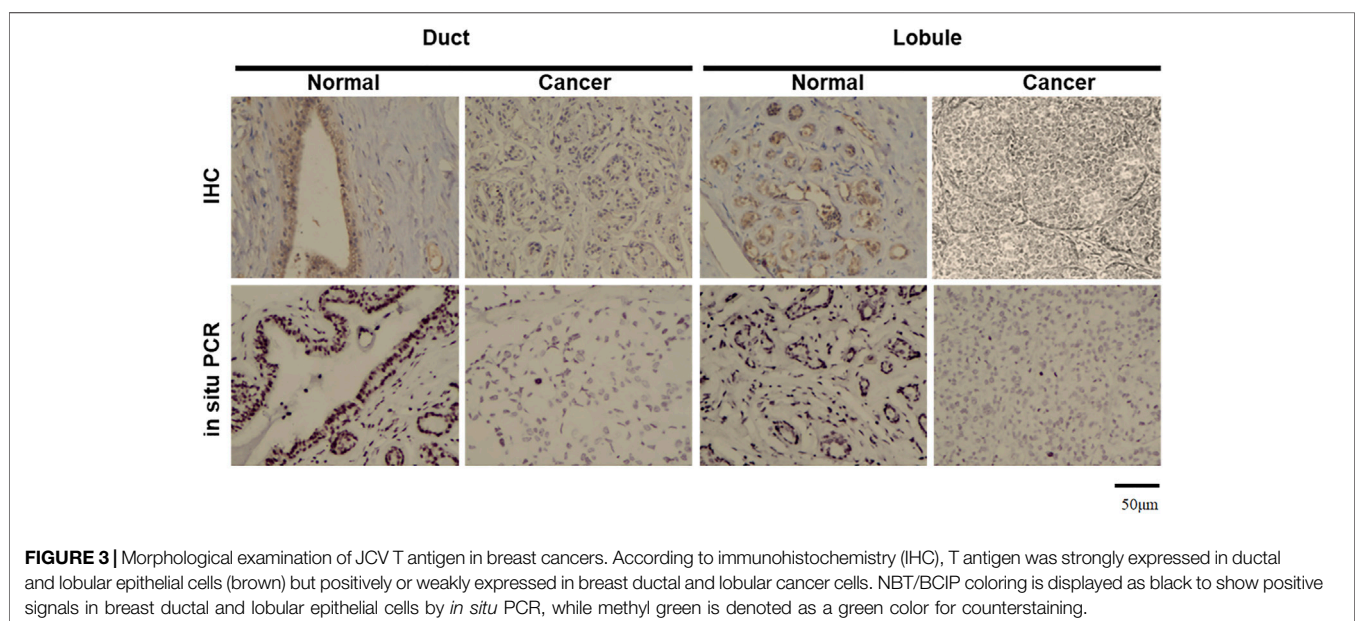 Duct Lobule
Normal Cancer Normal Cancer
IHC
in situ PCR
50μm
FIGURE 3 | Morphological examination of JCV T antigen in breast cancers. According to immunohistochemistry (IHC), T antigen was strongly expressed in ductal
and lobular epithelial cells (brown) but positively or weakly expressed in breast ductal and lobular cancer cells. NBT/BCIP coloring is displayed as black to show positive
signals in breast ductal and lobular epithelial cells by in situ PCR, while methyl green is denoted as a green color for counterstaining.